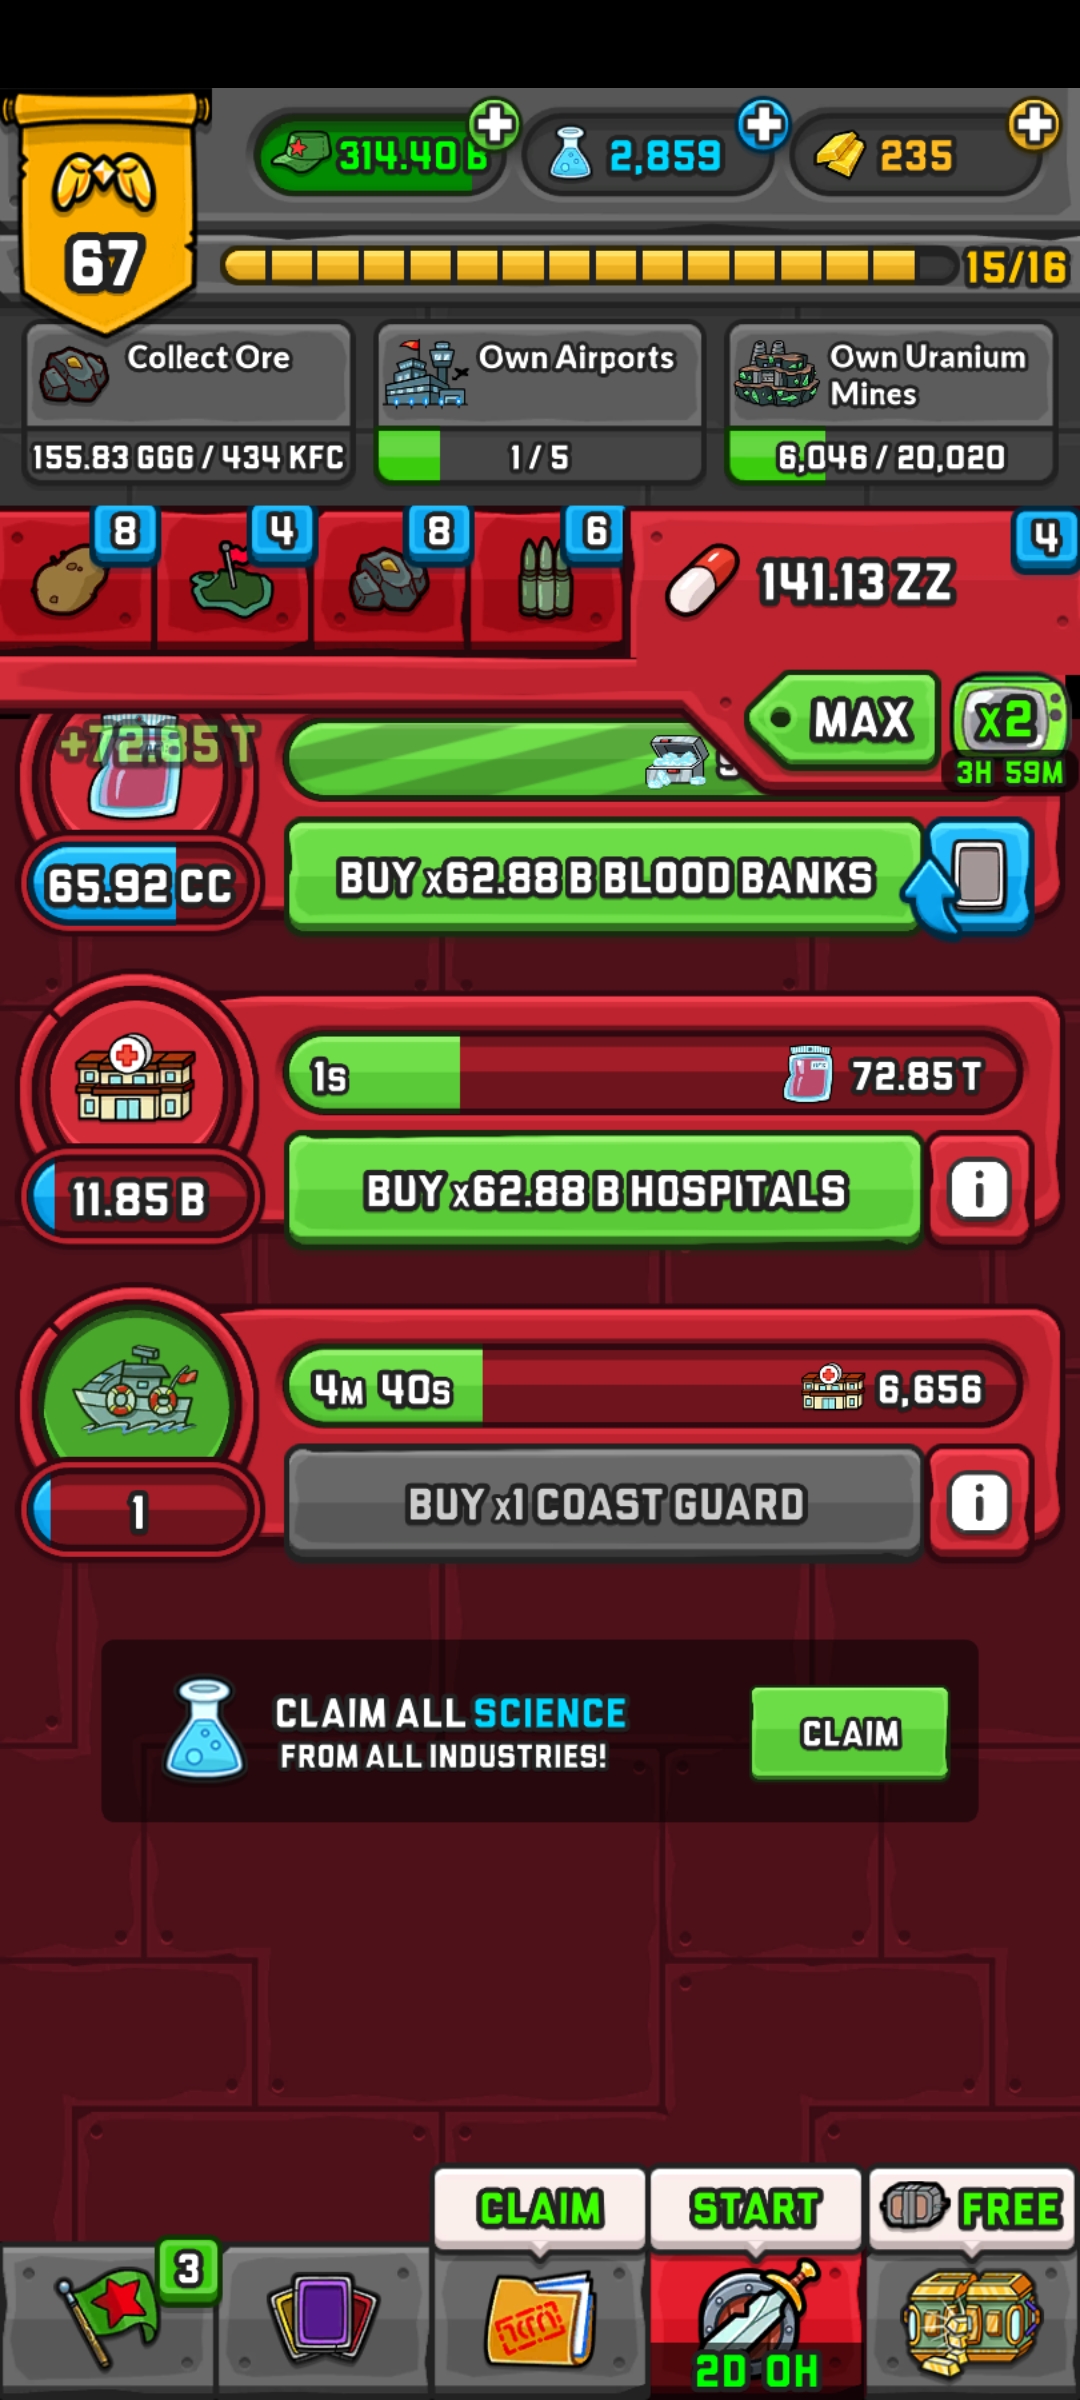 314.40 B
2,859
235
67
15/16
Collect Ore
Own Airports
Own Uranium
Mines
155.83 GGG / 434 KFC
1 / 5
6,046 / 20,020
8
4
8
6
4
141.13 ZZ
MAX
x2
3H 59M
+72.85 T
65.92 CC
BUY x62.88 B BLOOD BANKS
1s
72.85 T
11.85 B
BUY x62.88 B HOSPITALS
i
4M 40s
6,656
1
BUY x1 COAST GUARD
i
CLAIM ALL SCIENCE
FROM ALL INDUSTRIES!
CLAIM
CLAIM
START
FREE
3
2D 0H